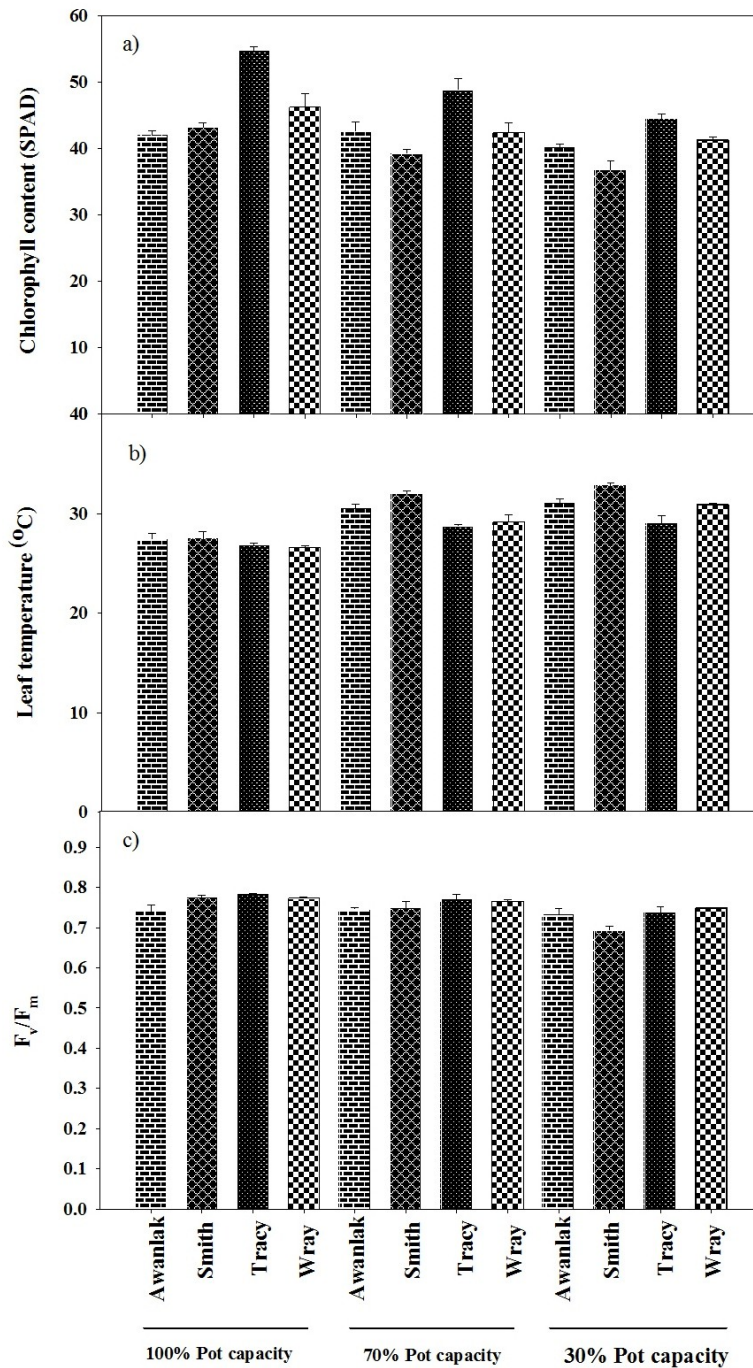 a)
Chlorophyll content (SPAD)
60
50
40
30
20
10
40
b)
Leaf temperature (oC)
30
20
10
0
c)
Fv/Fm
0.9
0.8
0.7
0.6
0.5
0.4
0.3
0.2
0.1
0.0
Awanlak
Smith
Tracy
Wray
Awanlak
Smith
Tracy
Wray
Awanlak
Smith
Tracy
Wray
100% Pot capacity
70% Pot capacity
30% Pot capacity